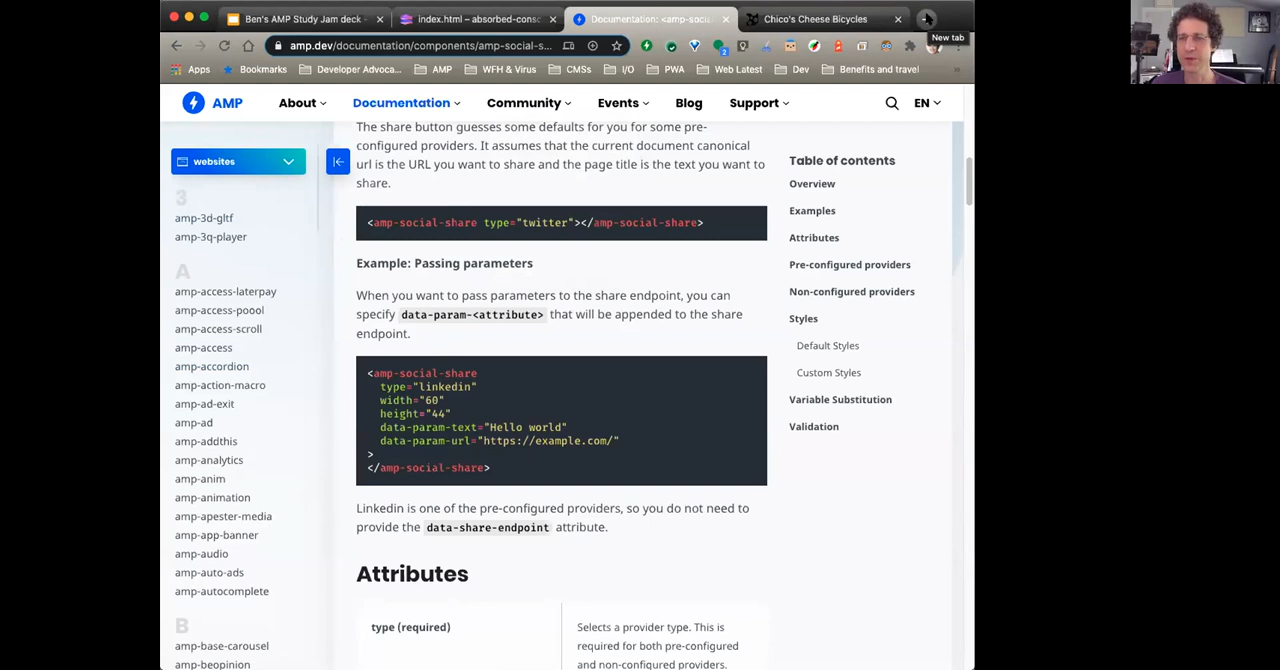 Ben's AMP Study Jam deck -
index.html – absorbed-consc
Documentation: <amp-social-
Chico's Cheese Bicycles
New tab
amp.dev/documentation/components/amp-social-s...
2
Apps
Bookmarks
Developer Advoca...
AMP
WFH & Virus
CMSs
I/O
PWA
Web Latest
Dev
Benefits and travel
»
AMP
About
Documentation
Community
Events
Blog
Support
EN
websites
3
amp-3d-gltf
amp-3q-player
A
amp-access-laterpay
amp-access-poool
amp-access-scroll
amp-access
amp-accordion
amp-action-macro
amp-ad-exit
amp-ad
amp-addthis
amp-analytics
amp-anim
amp-animation
amp-apester-media
amp-app-banner
amp-audio
amp-auto-ads
amp-autocomplete
B
amp-base-carousel
amp-beopinion
The share button guesses some defaults for you for some pre-
configured providers. It assumes that the current document canonical
url is the URL you want to share and the page title is the text you want to
share.
<amp-social-share type="twitter"></amp-social-share>
Example: Passing parameters
When you want to pass parameters to the share endpoint, you can
specify data-param-<attribute> that will be appended to the share
endpoint.
<amp-social-share
type="linkedin"
width="60"
height="44"
data-param-text="Hello world"
data-param-url="https://example.com/"
>
</amp-social-share>
Linkedin is one of the pre-configured providers, so you do not need to
provide the data-share-endpoint attribute.
Attributes
type (required)
Selects a provider type. This is
required for both pre-configured
and non-configured providers.
Table of contents
Overview
Examples
Attributes
Pre-configured providers
Non-configured providers
Styles
Default Styles
Custom Styles
Variable Substitution
Validation